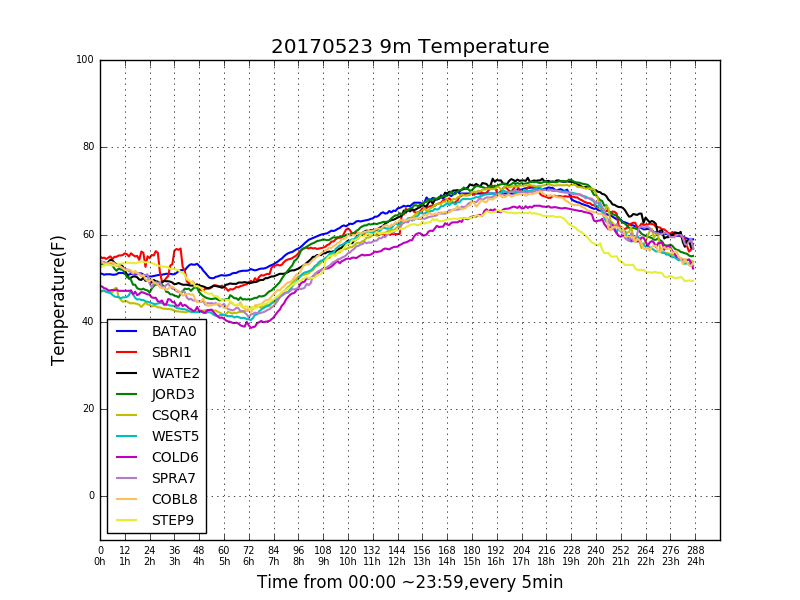 20170523 9m Temperature
100
80
60
40
20
0
Temperature(F)
BATA0
SBRI1
WATE2
JORD3
CSQR4
WEST5
COLD6
SPRA7
COBL8
STEP9
0 12 24 36 48 60 72 84 96 108 120 132 144 156 168 180 192 204 216 228 240 252 264 276 288
0h 1h 2h 3h 4h 5h 6h 7h 8h 9h 10h 11h 12h 13h 14h 15h 16h 17h 18h 19h 20h 21h 22h 23h 24h
Time from 00:00 ~23:59,every 5min